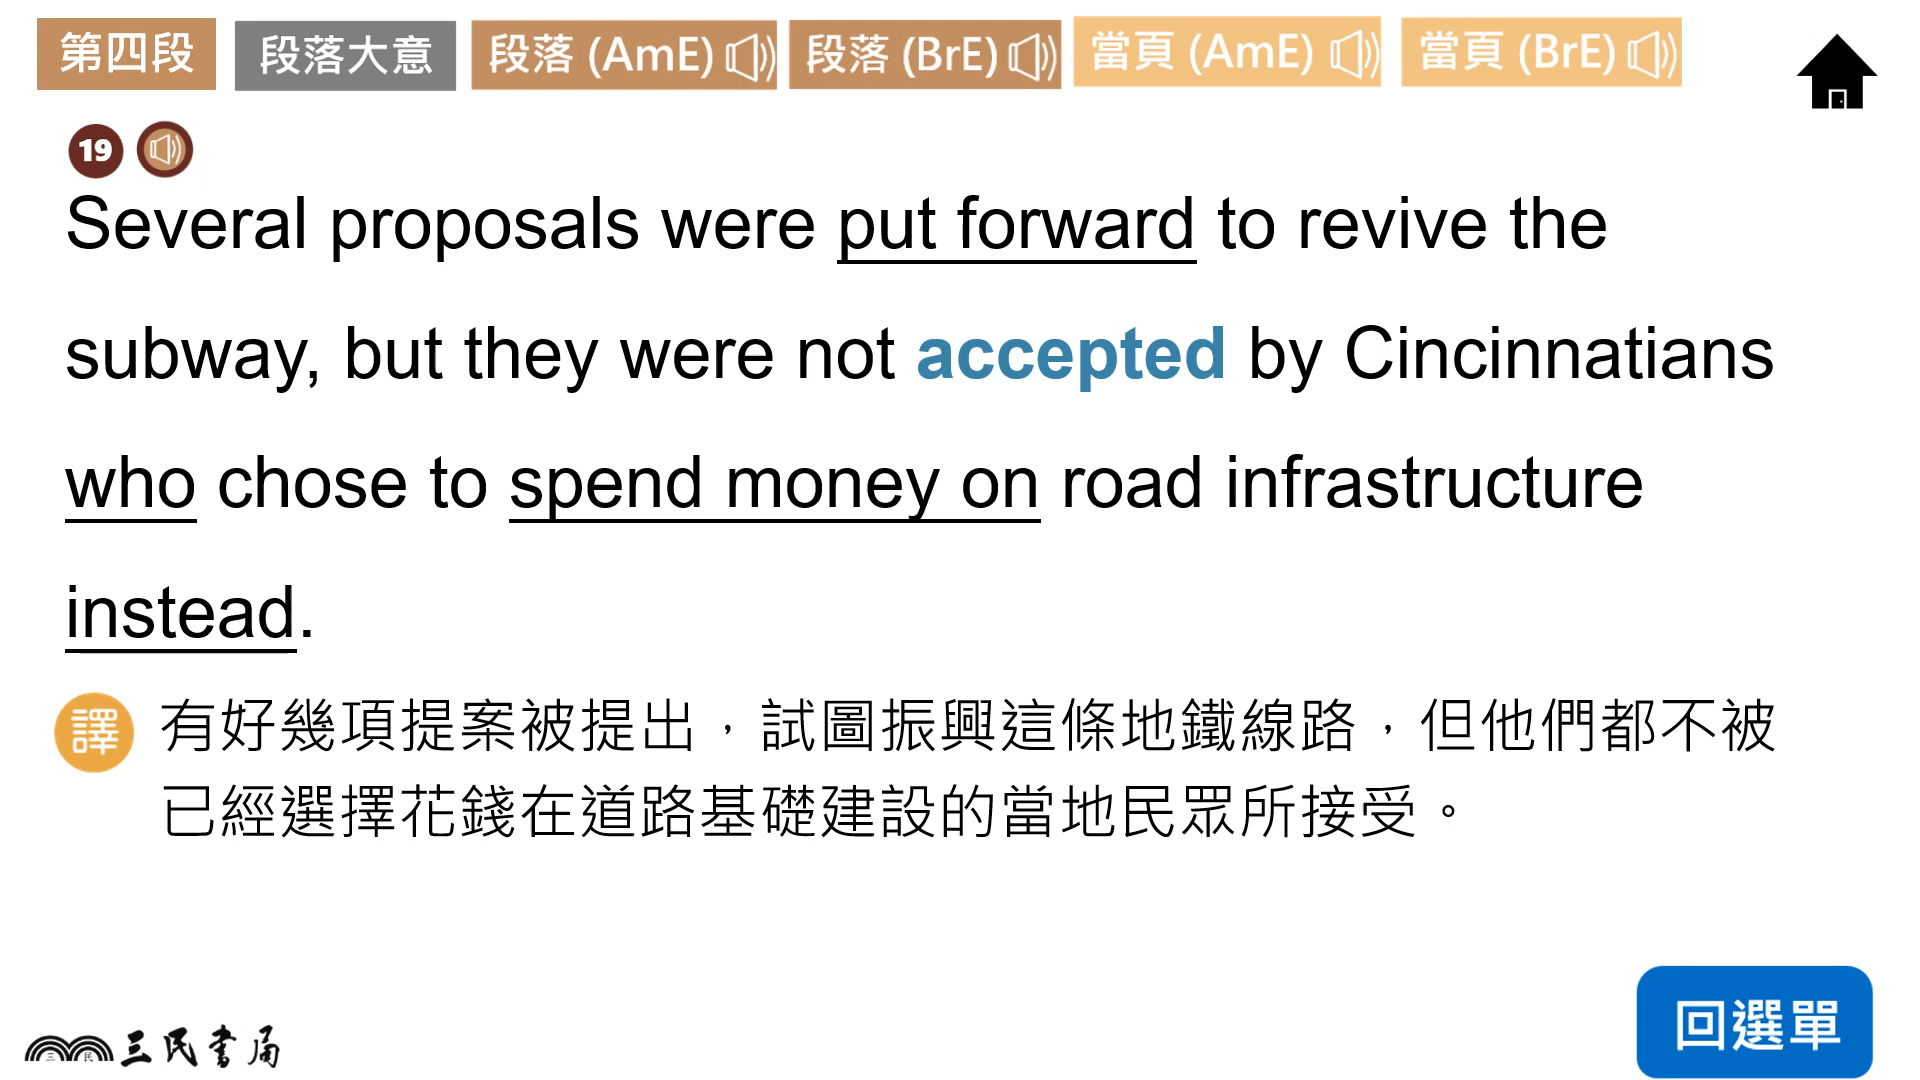 第四段 段落大意 段落 (AmE) 段落 (BrE) 當頁 (AmE) 當頁 (BrE)
19
Several proposals were put forward to revive the
subway, but they were not accepted by Cincinnatians
who chose to spend money on road infrastructure
instead.
譯 有好幾項提案被提出，試圖振興這條地鐵線路，但他們都不被
已經選擇花錢在道路基礎建設的當地民眾所接受。
回選單
三民 三民書局